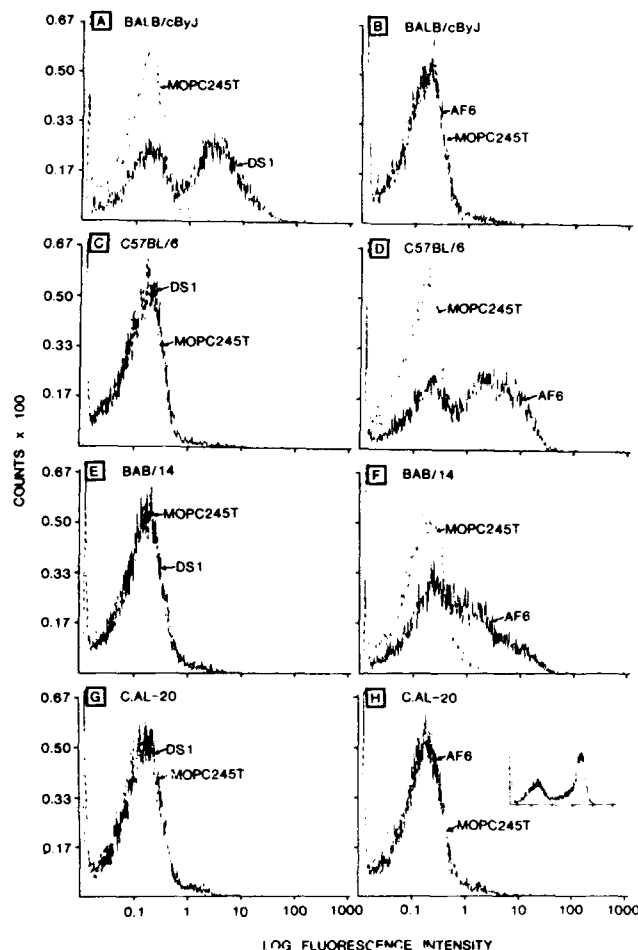 A BALB/cByJ
0.67
0.50
0.33
0.17
MOPC245T
DS1
B BALB/cByJ
AF6
MOPC245T
C C57BL/6
0.67
0.50
0.33
0.17
DS1
MOPC245T
D C57BL/6
MOPC245T
AF6
COUNTS x 100
E BAB/14
0.67
0.50
0.33
0.17
MOPC245T
DS1
F BAB/14
MOPC245T
AF6
G C.AL-20
0.67
0.50
0.33
0.17
DS1
MOPC245T
0.1 1 10 100 1000
H C.AL-20
AF6
MOPC245T
0.1 1 10 100 1000
LOG FLUORESCENCE INTENSITY